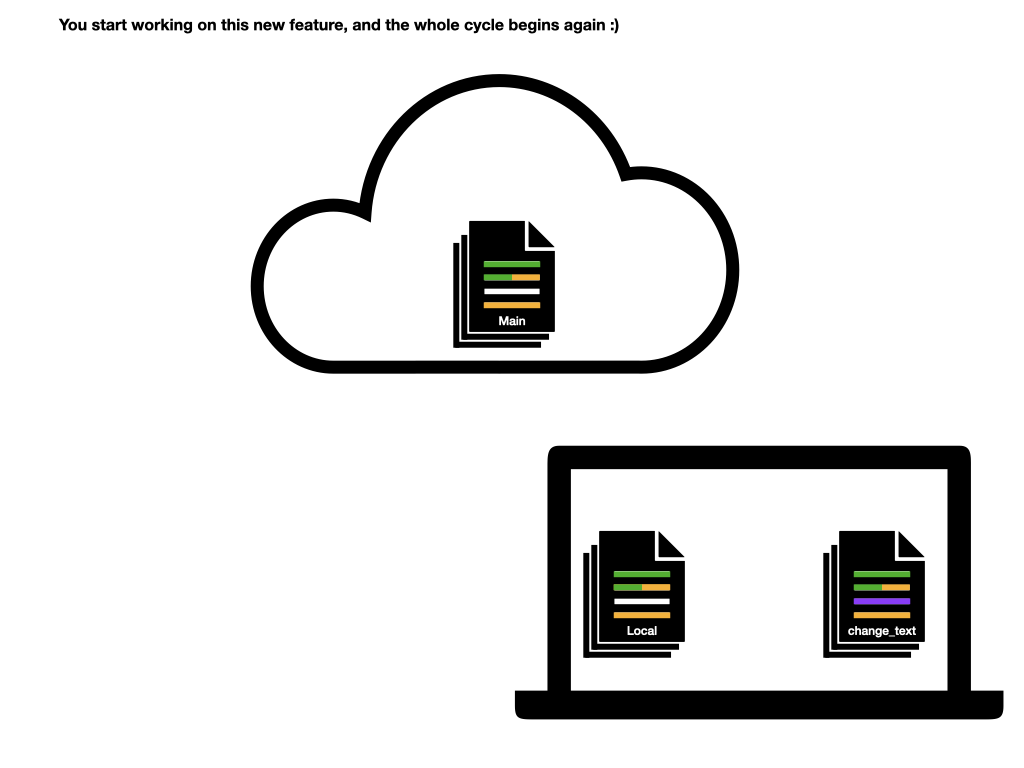 You start working on this new feature, and the whole cycle begins again :)
Main
Local
change_text